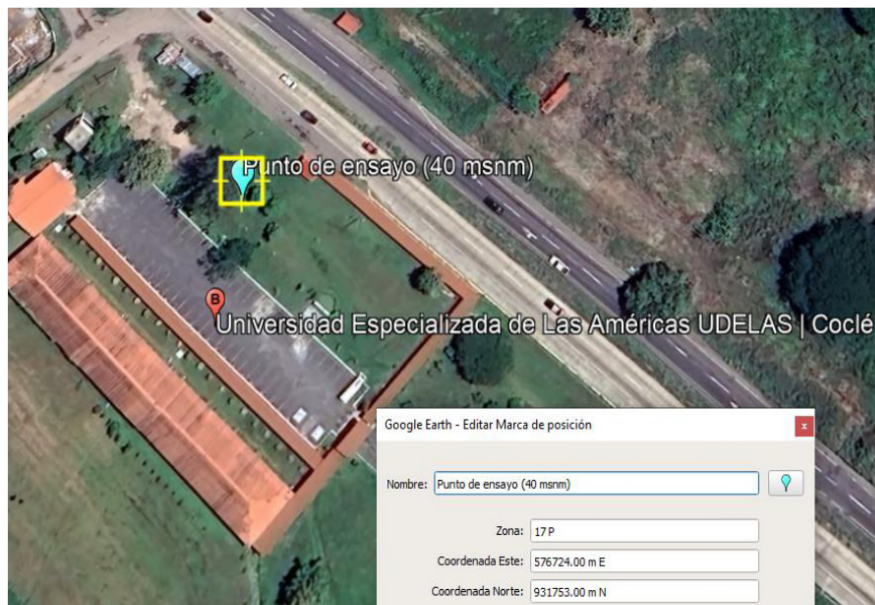 Punto de ensayo (40 msnm)
B
Universidad Especializada de Las Américas UDELAS | Coclé
Google Earth - Editar Marca de posición
x
Nombre: Punto de ensayo (40 msnm)
Zona: 17 P
Coordenada Este: 576724.00 m E
Coordenada Norte: 931753.00 m N